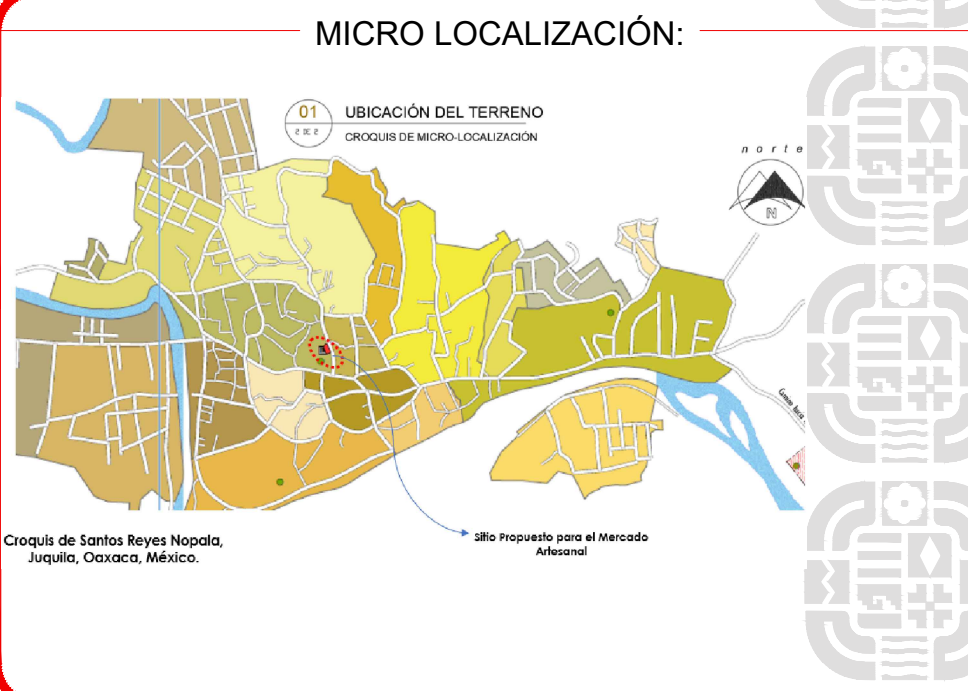 MICRO LOCALIZACIÓN:
01
UBICACIÓN DEL TERRENO
CROQUIS DE MICRO-LOCALIZACIÓN
norte
N
Sitio Propuesto para el Mercado
Artesanal
Croquis de Santos Reyes Nopala,
Juquila, Oaxaca, México.